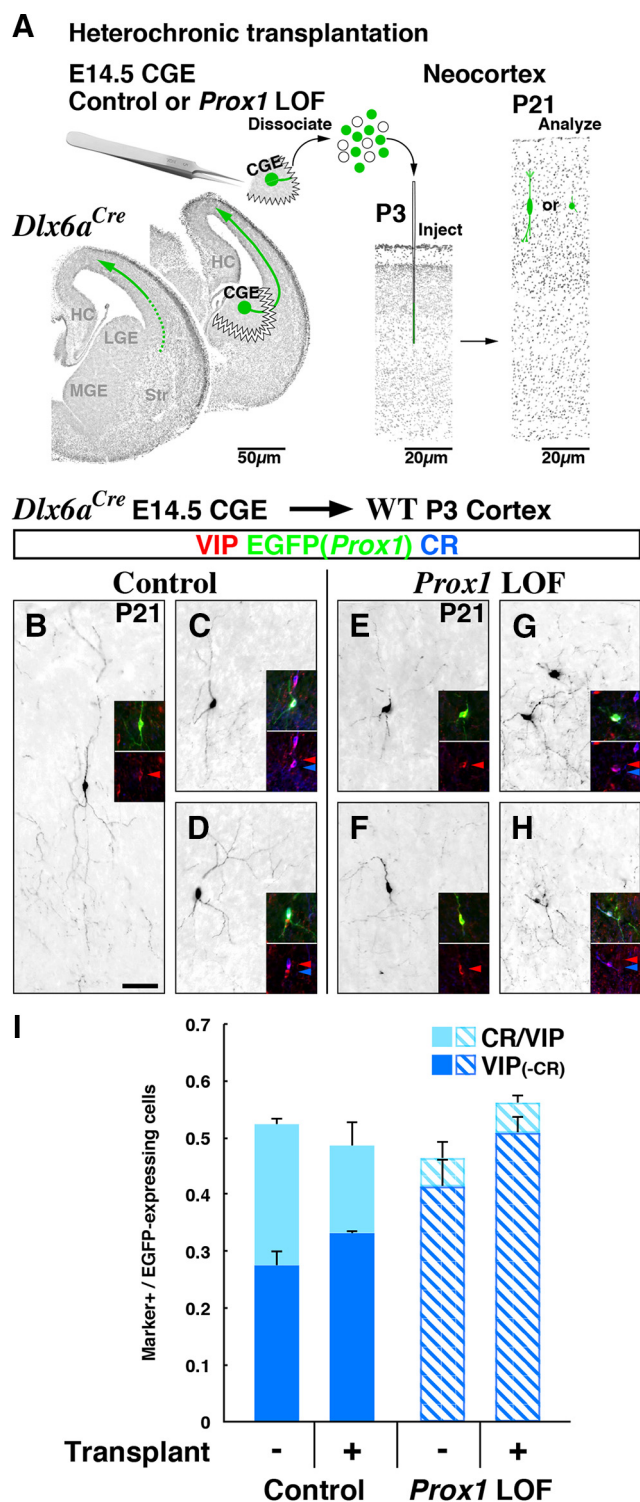 A
Heterochronic transplantation
E14.5 CGE
Control or Prox1 LOF
Neocortex
P21
Dissociate
Analyze
CGE
Dlx6aCre
P3
Inject
or
HC
CGE
HC
LGE
MGE
Str
50µm
20µm
20µm
Dlx6aCre E14.5 CGE WT P3 Cortex
VIP EGFP(Prox1) CR
Control
Prox1 LOF
B
P21
C
E
P21
G
D
F
H
I
0.7
0.6
0.5
0.4
0.3
0.2
0.1
0
Marker+ / EGFP-expressing cells
CR/VIP
VIP(-CR)
Transplant - + - +
Control Prox1 LOF